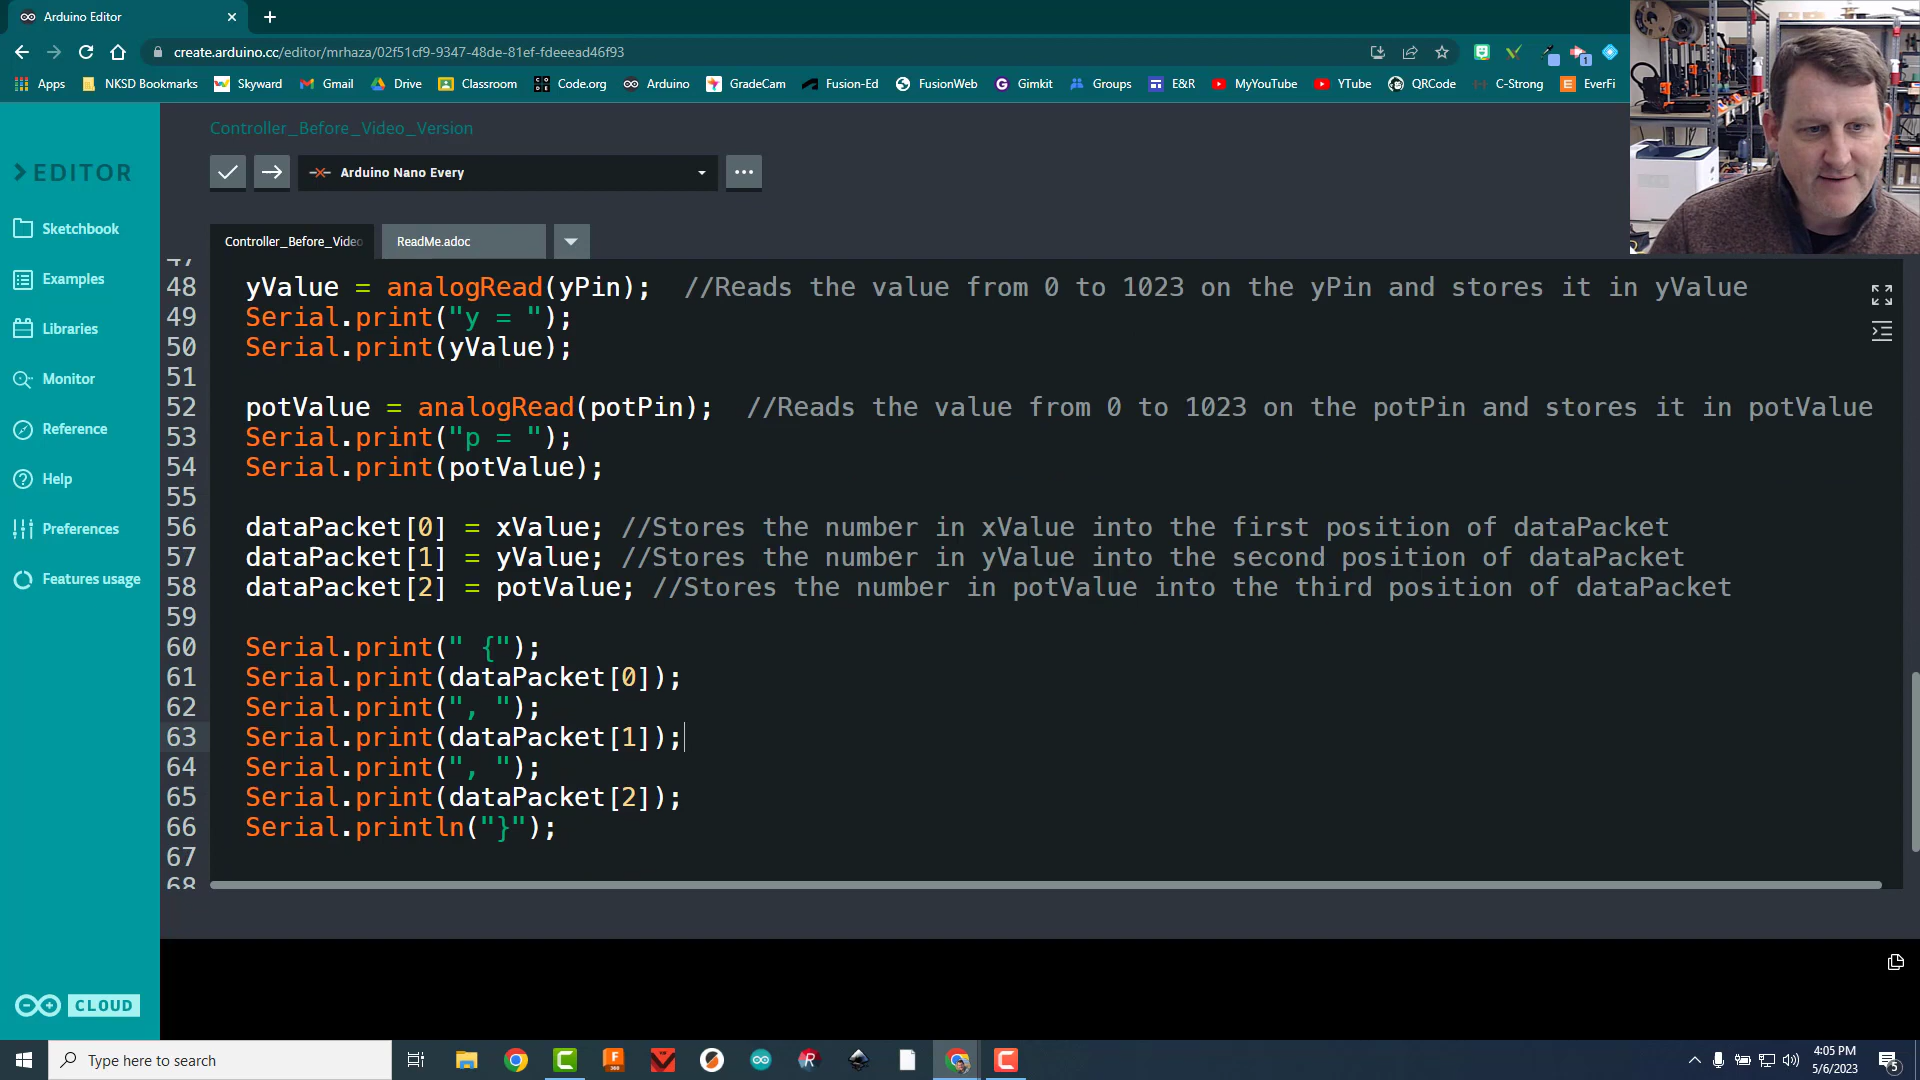 Arduino Editor
create.arduino.cc/editor/mrhaza/02f51cf9-9347-48de-81ef-fdeeead46f93
Apps NKSD Bookmarks Skyward Gmail Drive Classroom Code.org Arduino GradeCam Fusion-Ed FusionWeb Gimkit Groups E&R MyYouTube YTube QRCode C-Strong EverFi
Controller_Before_Video_Version
EDITOR
Arduino Nano Every
Sketchbook
Examples
Libraries
Monitor
Reference
Help
Preferences
Features usage
CLOUD
Controller_Before_Video ReadMe.adoc
47
48 yValue = analogRead(yPin); //Reads the value from 0 to 1023 on the yPin and stores it in yValue
49 Serial.print("y = ");
50 Serial.print(yValue);
51
52 potValue = analogRead(potPin); //Reads the value from 0 to 1023 on the potPin and stores it in potValue
53 Serial.print("p = ");
54 Serial.print(potValue);
55
56 dataPacket[0] = xValue; //Stores the number in xValue into the first position of dataPacket
57 dataPacket[1] = yValue; //Stores the number in yValue into the second position of dataPacket
58 dataPacket[2] = potValue; //Stores the number in potValue into the third position of dataPacket
59
60 Serial.print(" {");
61 Serial.print(dataPacket[0]);
62 Serial.print(", ");
63 Serial.print(dataPacket[1]);
64 Serial.print(", ");
65 Serial.print(dataPacket[2]);
66 Serial.println("}");
67
68
Type here to search
4:05 PM
5/6/2023
5